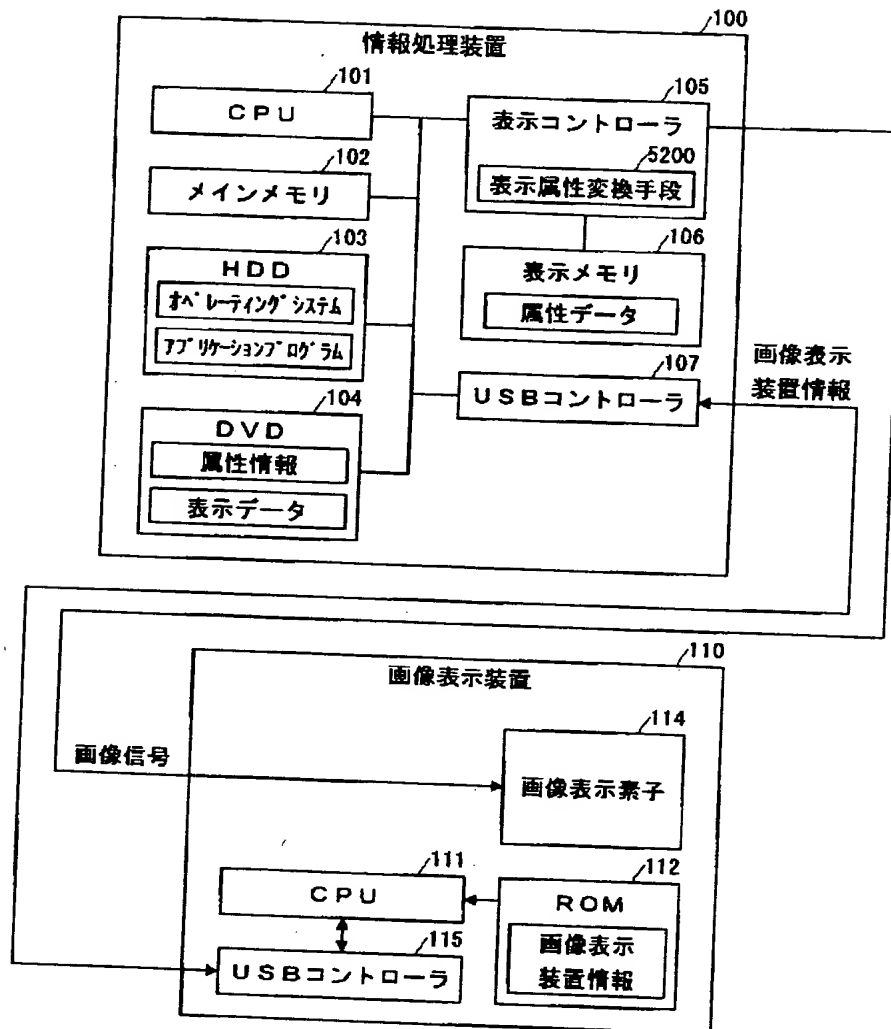 100
情報処理装置
101
CPU
102
メインメモリ
103
HDD
オペレーティングシステム
アプリケーションプログラム
104
DVD
属性情報
表示データ
105
表示コントローラ
5200
表示属性変換手段
106
表示メモリ
属性データ
107
USBコントローラ
画像表示
装置情報
110
画像表示装置
114
画像表示素子
画像信号
111
CPU
112
ROM
画像表示
装置情報
115
USBコントローラ